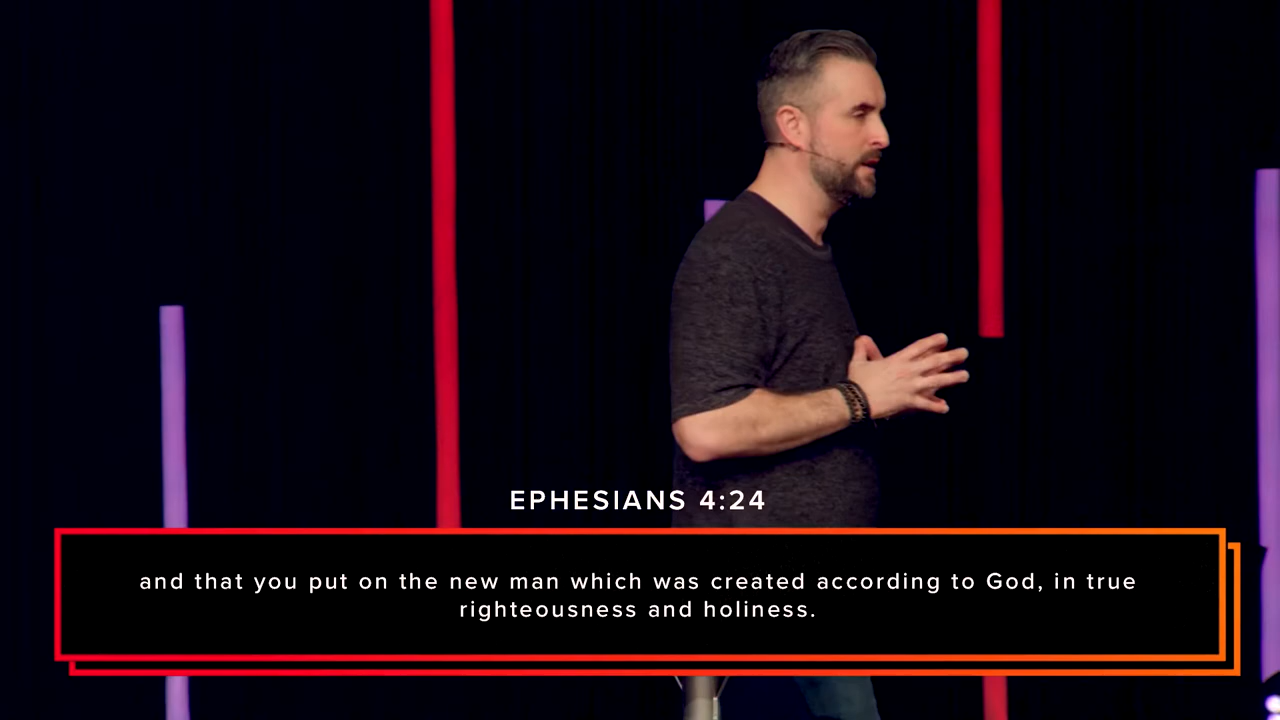 EPHESIANS 4:24
and that you put on the new man which was created according to God, in true
righteousness and holiness.